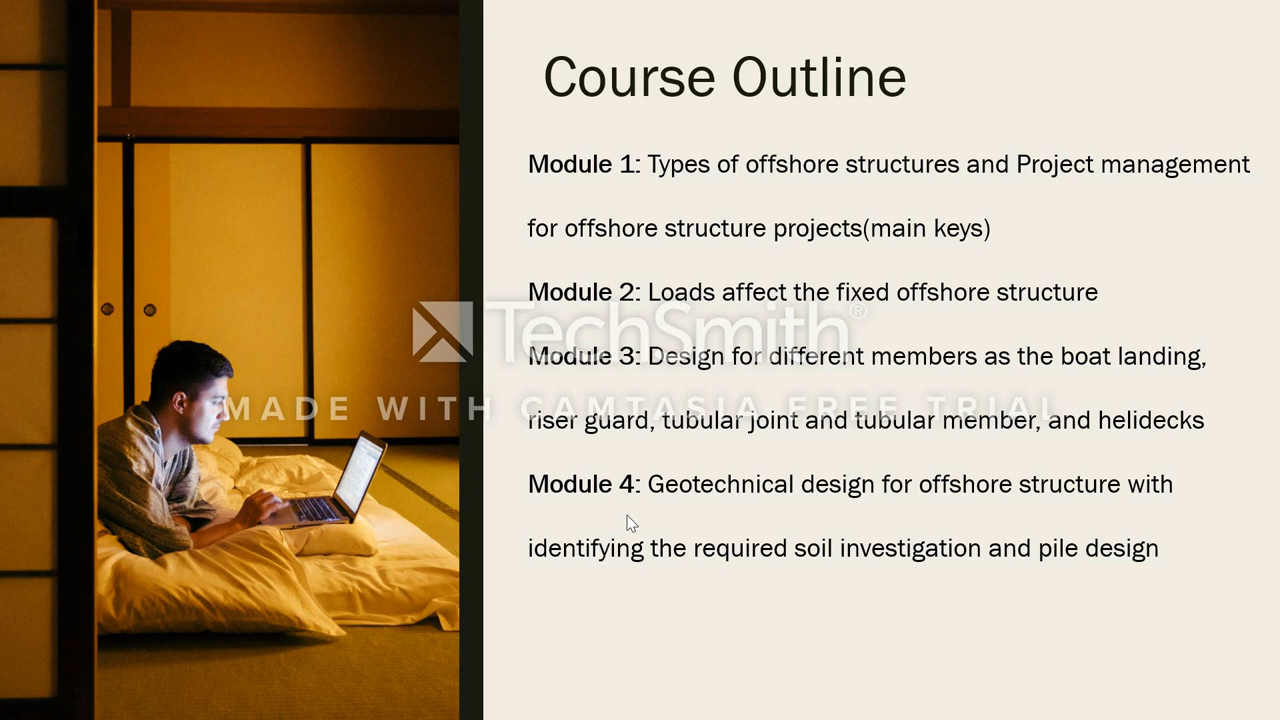 Course Outline
Module 1: Types of offshore structures and Project management
for offshore structure projects(main keys)
Module 2: Loads affect the fixed offshore structure
TechSmith®
Module 3: Design for different members as the boat landing,
MADE WITH CAMTASIA FREE TRIAL
riser guard, tubular joint and tubular member, and helidecks
Module 4: Geotechnical design for offshore structure with
identifying the required soil investigation and pile design